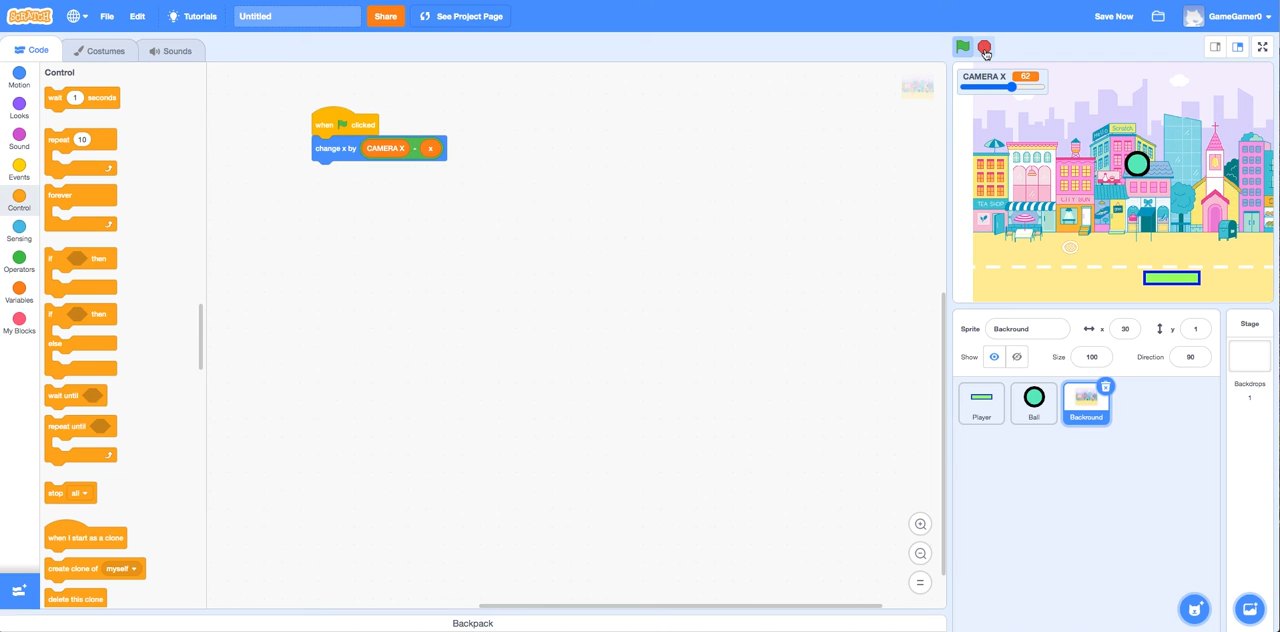 SCRATCH File Edit Tutorials Untitled Share See Project Page Save Now GameGamer0
Code Costumes Sounds
Motion
Looks
Sound
Events
Control
Sensing
Operators
Variables
My Blocks
Control
wait 1 seconds
repeat 10
forever
if then
if then
else
wait until
repeat until
stop all
when I start as a clone
create clone of myself
delete this clone
when clicked
change x by CAMERA X - x
Backpack
CAMERA X 62
Scratch
TEA SHOP
Sprite Backround x 30 y 1
Show Size 100 Direction 90
Player
Ball
Backround
Stage
Backdrops
1